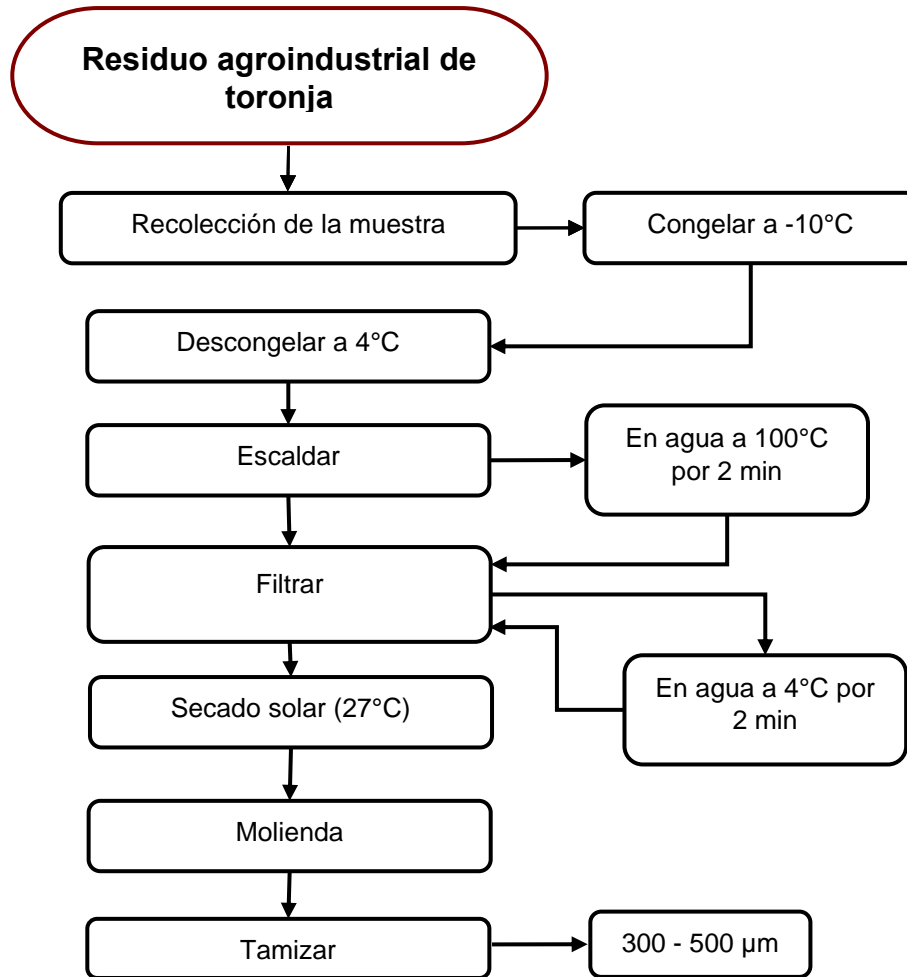 Residuo agroindustrial de
toronja
Recolección de la muestra
Congelar a -10°C
Descongelar a 4°C
Escaldar
En agua a 100°C
por 2 min
Filtrar
En agua a 4°C por
2 min
Secado solar (27°C)
Molienda
Tamizar
300 - 500 µm